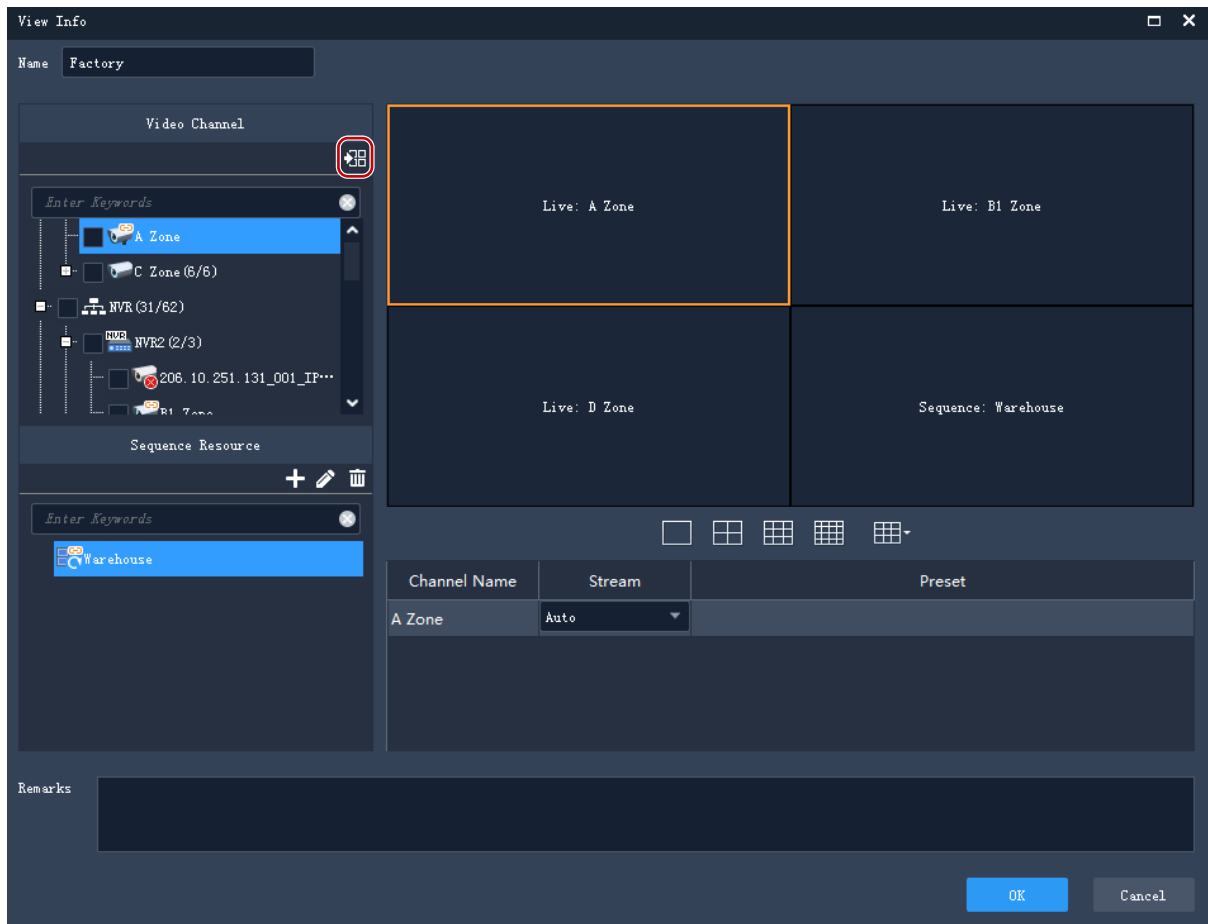 View Info
Name Factory
Video Channel
Enter Keywords
A Zone
C Zone (6/6)
NVR (31/62)
NVR
NVR2 (2/3)
206.10.251.131_001_IP···
B1 Zone
Sequence Resource
Enter Keywords
Warehouse
Live: A Zone
Live: B1 Zone
Live: D Zone
Sequence: Warehouse
Channel Name Stream Preset
A Zone Auto
Remarks
OK Cancel